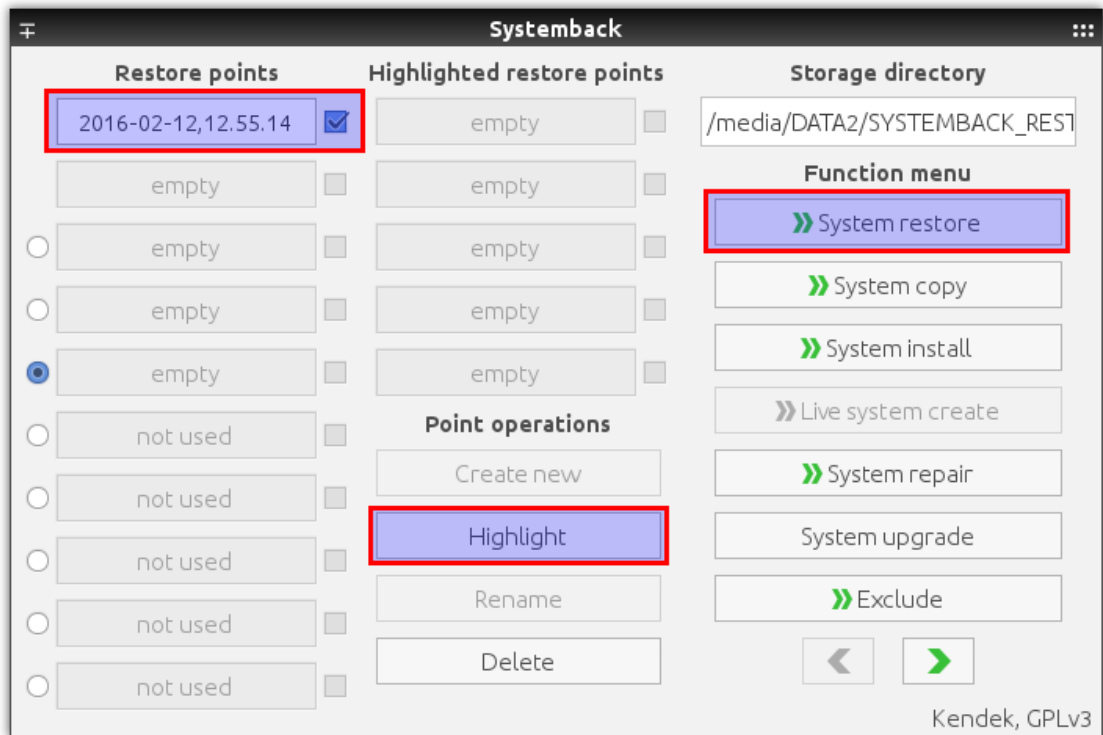 Systemback
Restore points
2016-02-12,12.55.14
empty
empty
empty
empty
not used
not used
not used
not used
not used
Highlighted restore points
empty
empty
empty
empty
empty
Point operations
Create new
Highlight
Rename
Delete
Storage directory
/media/DATA2/SYSTEMBACK_REST
Function menu
System restore
System copy
System install
Live system create
System repair
System upgrade
Exclude
Kendek, GPLv3